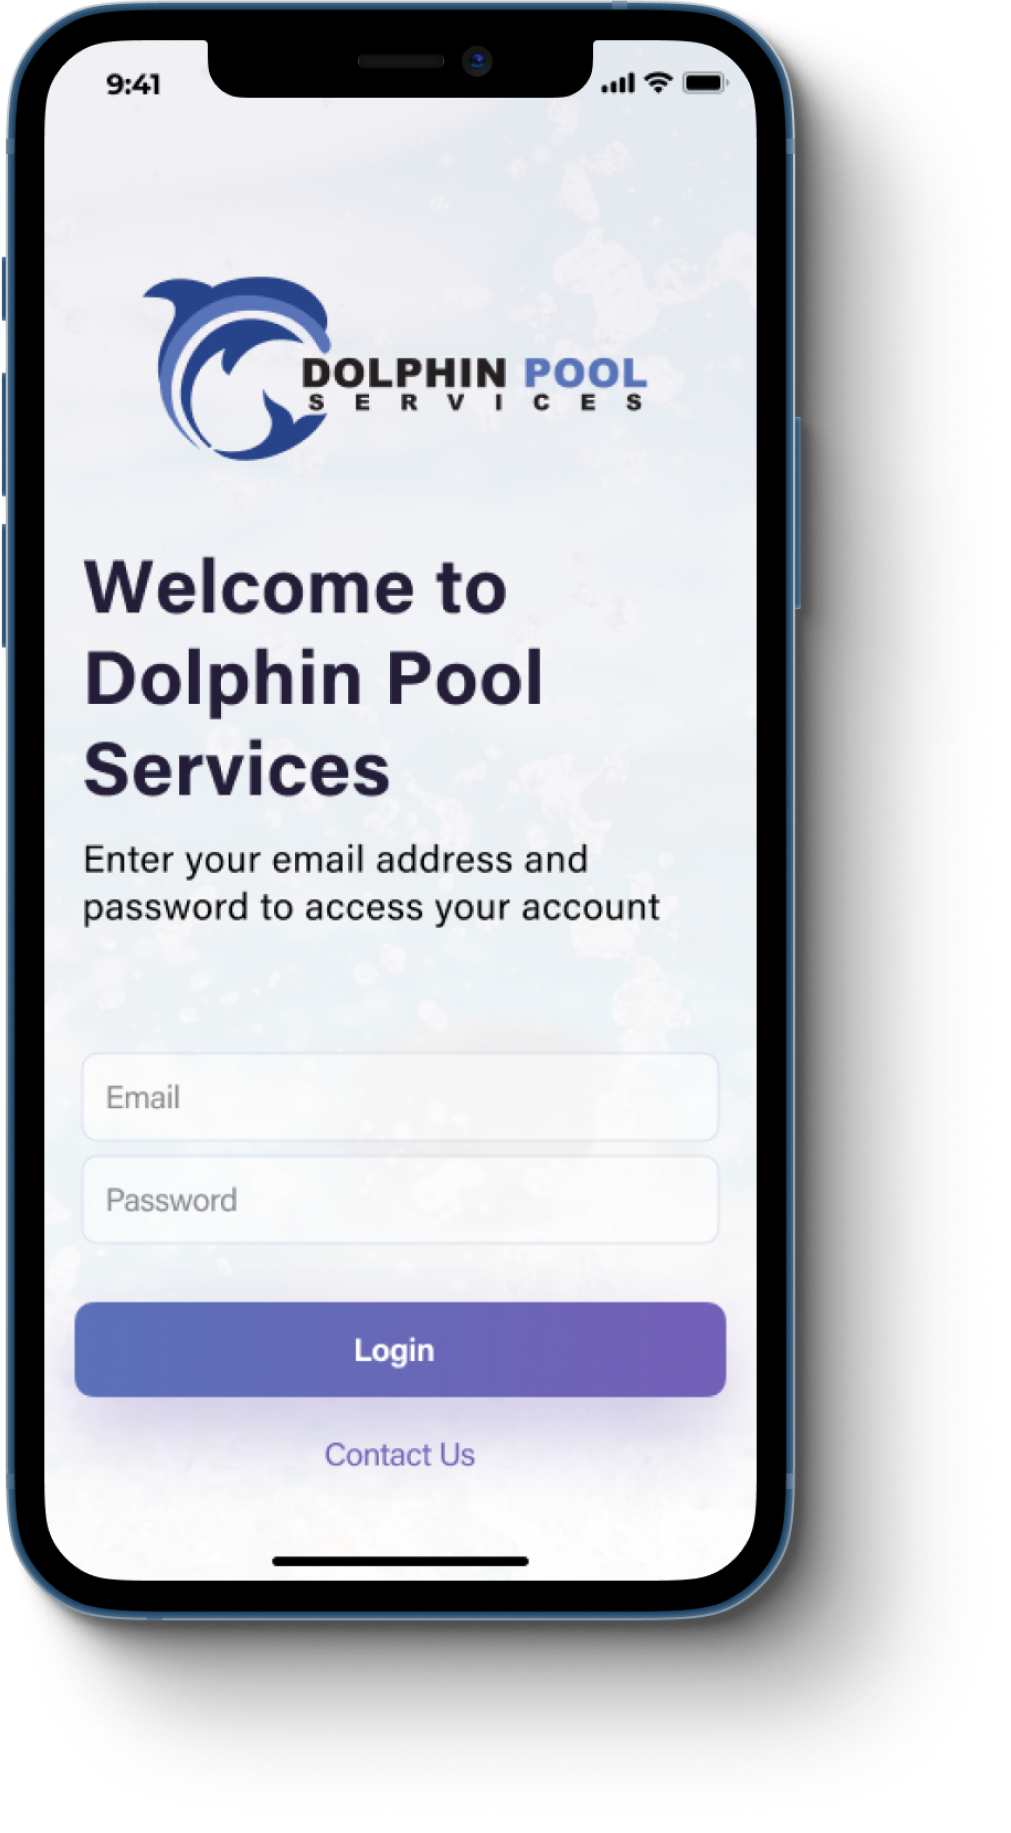 9:41
DOLPHIN POOL
SERVICES
Welcome to
Dolphin Pool
Services
Enter your email address and
password to access your account
Email
Password
Login
Contact Us